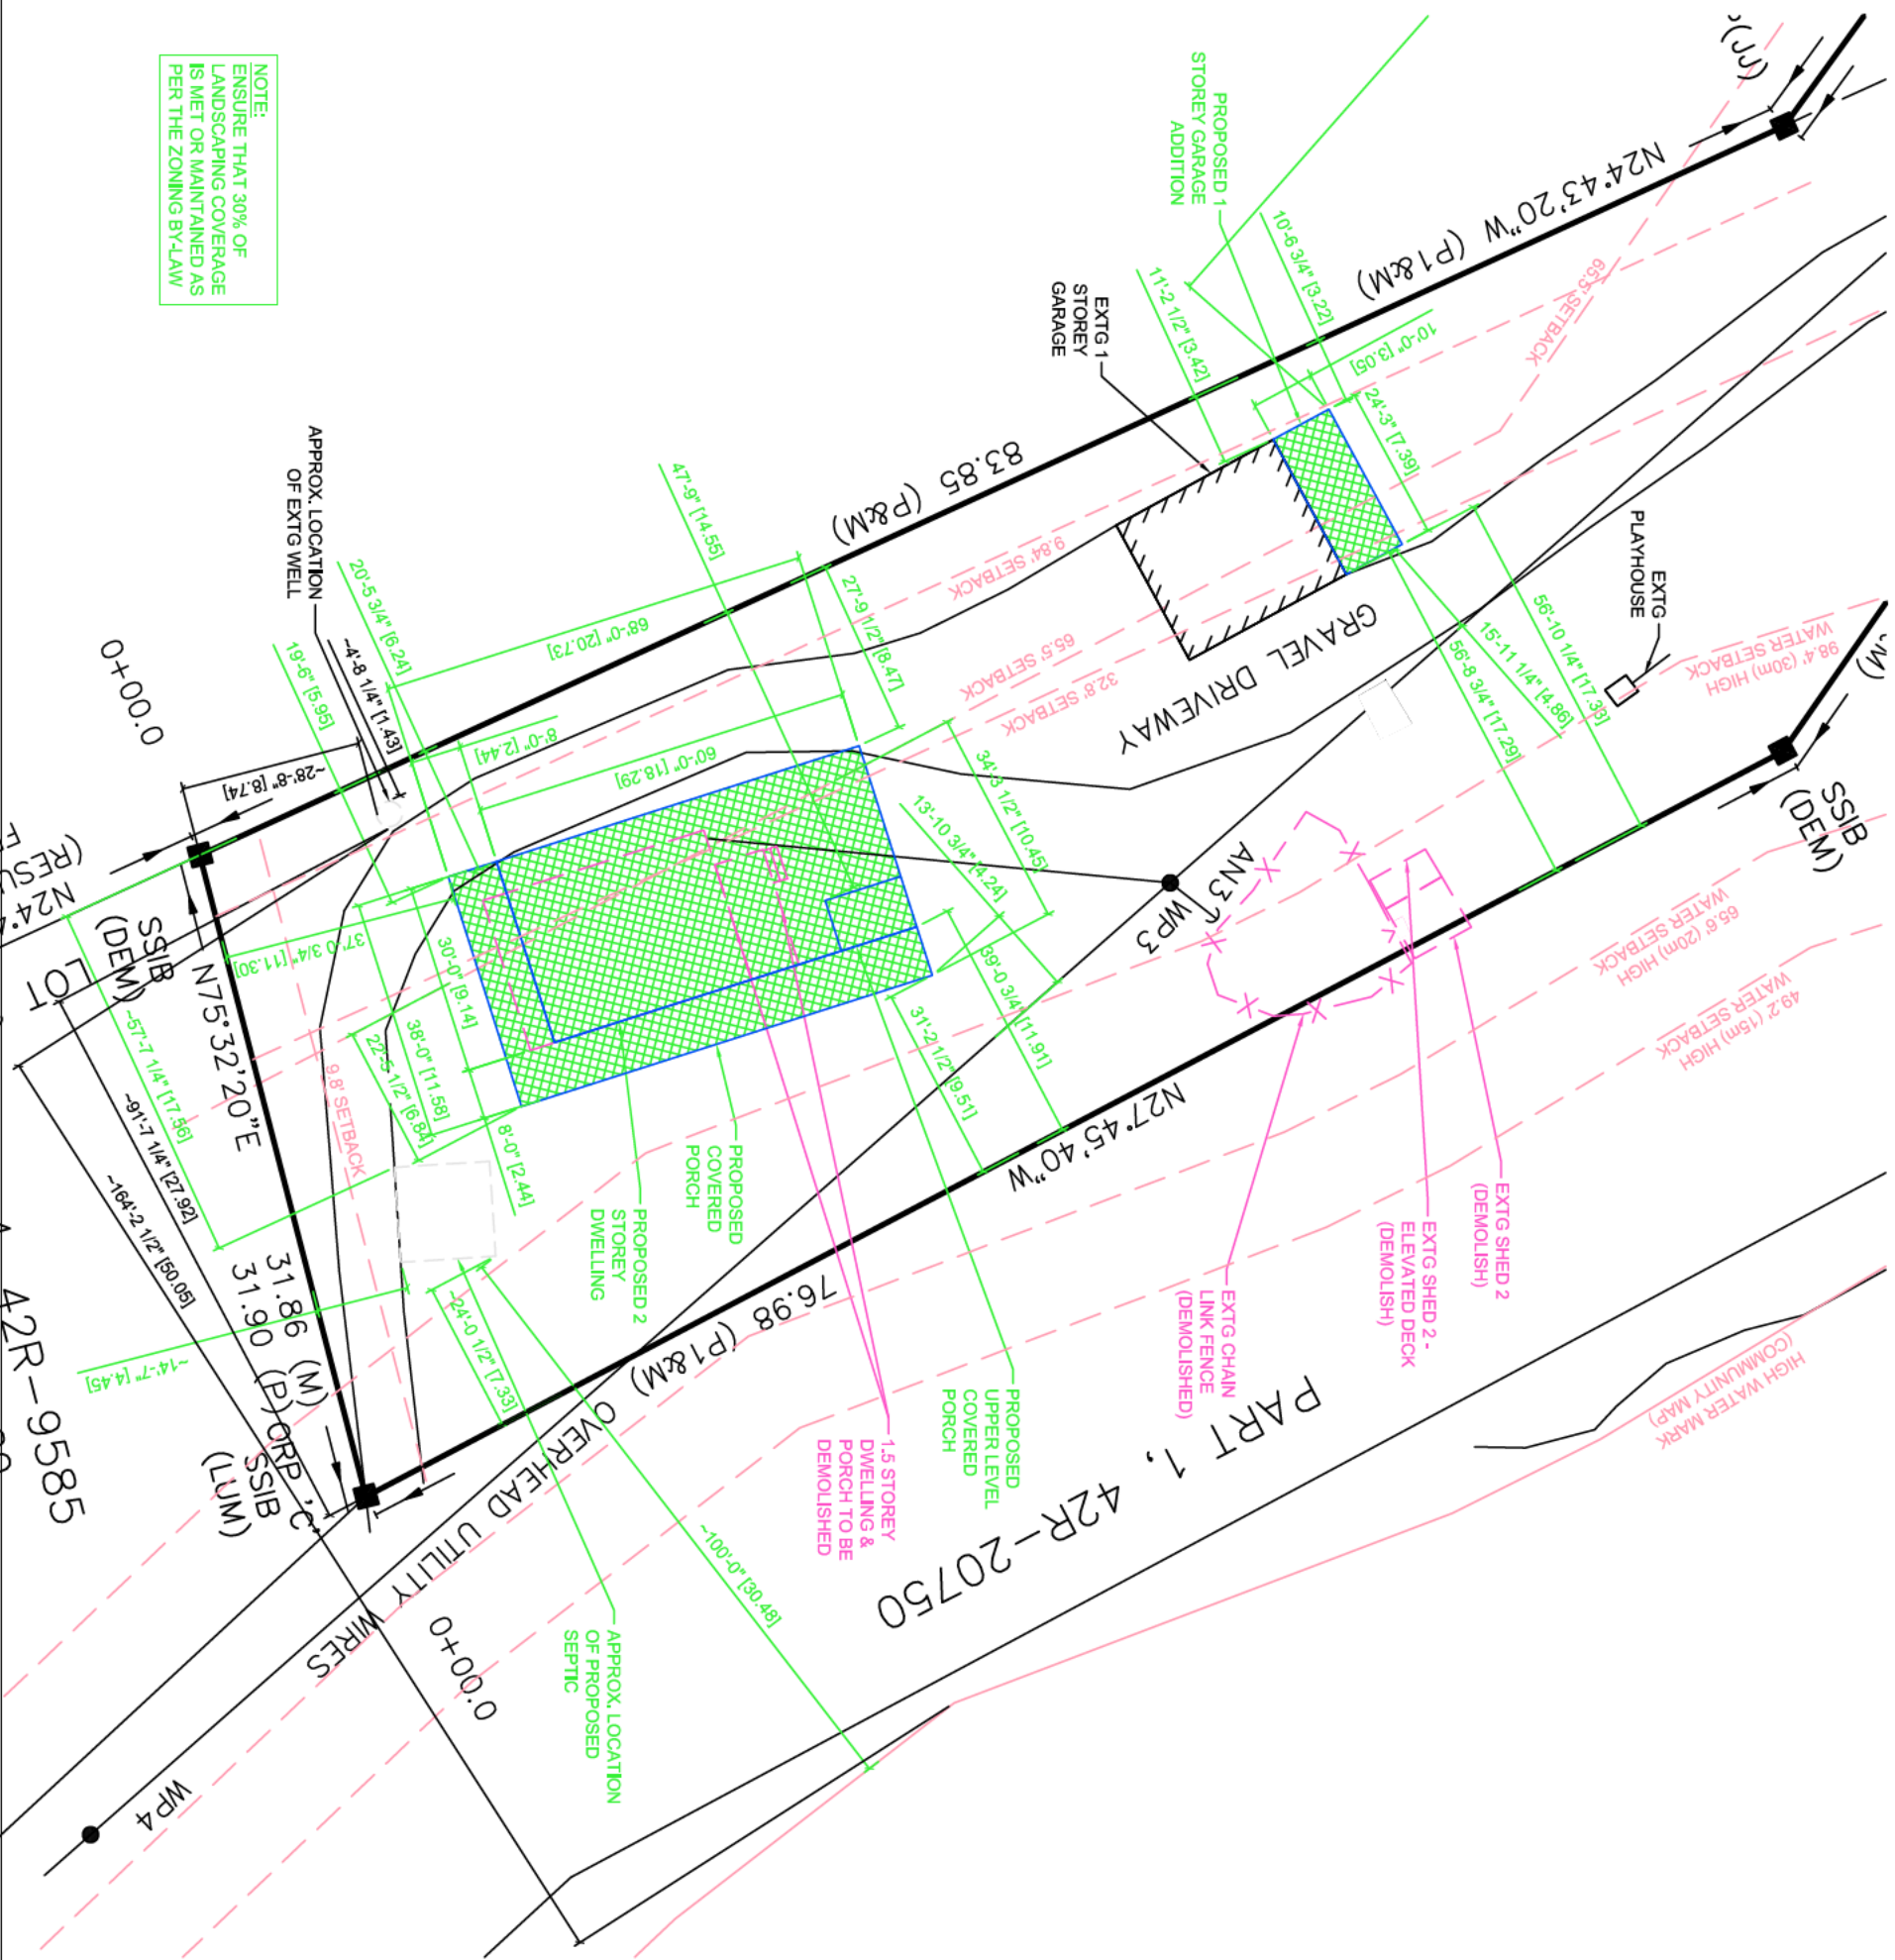 NOTE:
ENSURE THAT 30% OF
LANDSCAPING COVERAGE
IS MET OR MAINTAINED AS
PER THE ZONING BY-LAW
PROPOSED 1
STOREY GARAGE
ADDITION
EXTG 1
STOREY
GARAGE
N24°43'20"W (P1&M)
83.85 (P&M)
10'-6 3/4" [3.22]
11'-2 1/2" [3.42]
10'-0" [3.05]
24'-3" [7.39]
65.5' SETBACK
9.84' SETBACK
65.5' SETBACK
32.8' SETBACK
GRAVEL DRIVEWAY
EXTG
PLAYHOUSE
98.4' (30m) HIGH
WATER SETBACK
56'-10 1/4" [17.33]
15'-11 1/4" [4.86]
56'-8 3/4" [17.29]
SSIB
(DEM)
65.6' (20m) HIGH
WATER SETBACK
49.2' (15m) HIGH
WATER SETBACK
HIGH WATER MARK
(COMMUNITY MAP)
APPROX. LOCATION
OF EXTG WELL
47'-9" [14.55]
20'-5 3/4" [6.24]
~4'-8 1/4" [1.43]
19'-6" [5.95]
68'-0" [20.73]
27'-9 1/2" [8.47]
8'-0" [2.44]
60'-0" [18.29]
~28'-8" [8.74]
34'-3 1/2" [10.45]
13'-10 3/4" [4.24]
39'-0 3/4" [11.91]
31'-2 1/2" [9.51]
AN3
WP3
N27°45'40"W
76.98 (P1&M)
0+00.0
(RESU
N24°
LOT
SSIB
(DEM)
N75°32'20"E
37'-0 3/4" [11.30]
30'-0" [9.14]
38'-0" [11.58]
22'-5 1/2" [6.84]
8'-0" [2.44]
9.8' SETBACK
~57'-7 1/4" [17.56]
~91'-7 1/4" [27.92]
~164'-2 1/2" [50.05]
31.86 (M)
31.90 (P)
ORP 'C'
SSIB
(LUM)
~14'-7" [4.45]
~24'-0 1/2" [7.33]
~100'-0" [30.48]
42R-9585
PROPOSED
COVERED
PORCH
PROPOSED 2
STOREY
DWELLING
EXTG SHED 2
(DEMOLISH)
EXTG SHED 2 -
ELEVATED DECK
(DEMOLISH)
EXTG CHAIN
LINK FENCE
(DEMOLISHED)
PROPOSED
UPPER LEVEL
COVERED
PORCH
1.5 STOREY
DWELLING &
PORCH TO BE
DEMOLISHED
APPROX. LOCATION
OF PROPOSED
SEPTIC
PART 1, 42R-20750
OVERHEAD UTILITY WIRES
0+00.0
WP4